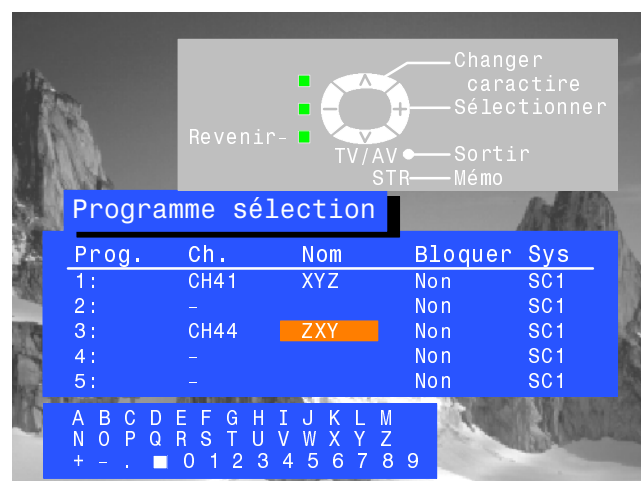 Changer
caractire
Sélectionner
Revenir-
TV/AV Sortir
STR Mémo
Programme sélection
Prog. Ch. Nom Bloquer Sys
1: CH41 XYZ Non SC1
2: - Non SC1
3: CH44 ZXY Non SC1
4: - Non SC1
5: - Non SC1
A B C D E F G H I J K L M
N O P Q R S T U V W X Y Z
+ - . ■ 0 1 2 3 4 5 6 7 8 9